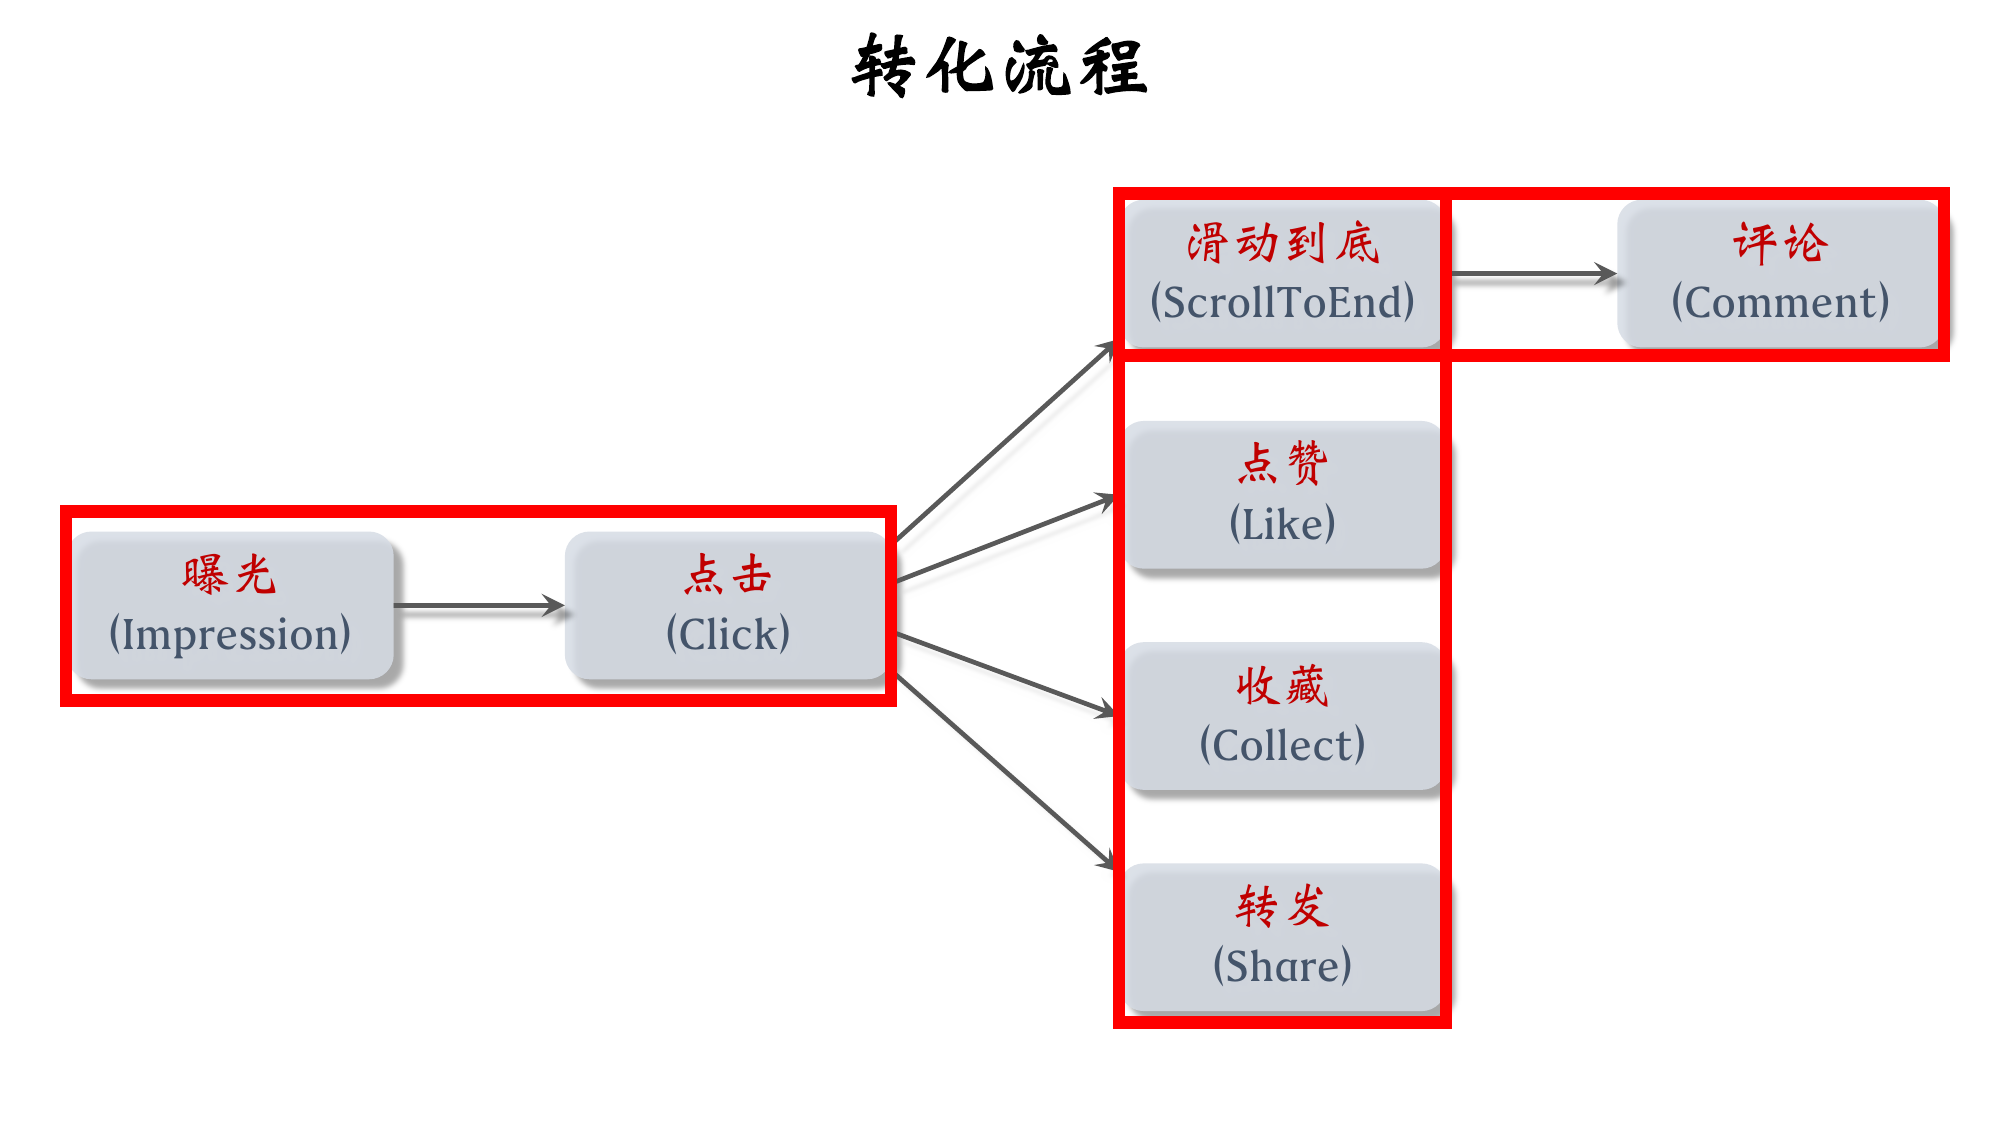 转化流程
曝光
(Impression)
点击
(Click)
滑动到底
(ScrollToEnd)
评论
(Comment)
点赞
(Like)
收藏
(Collect)
转发
(Share)